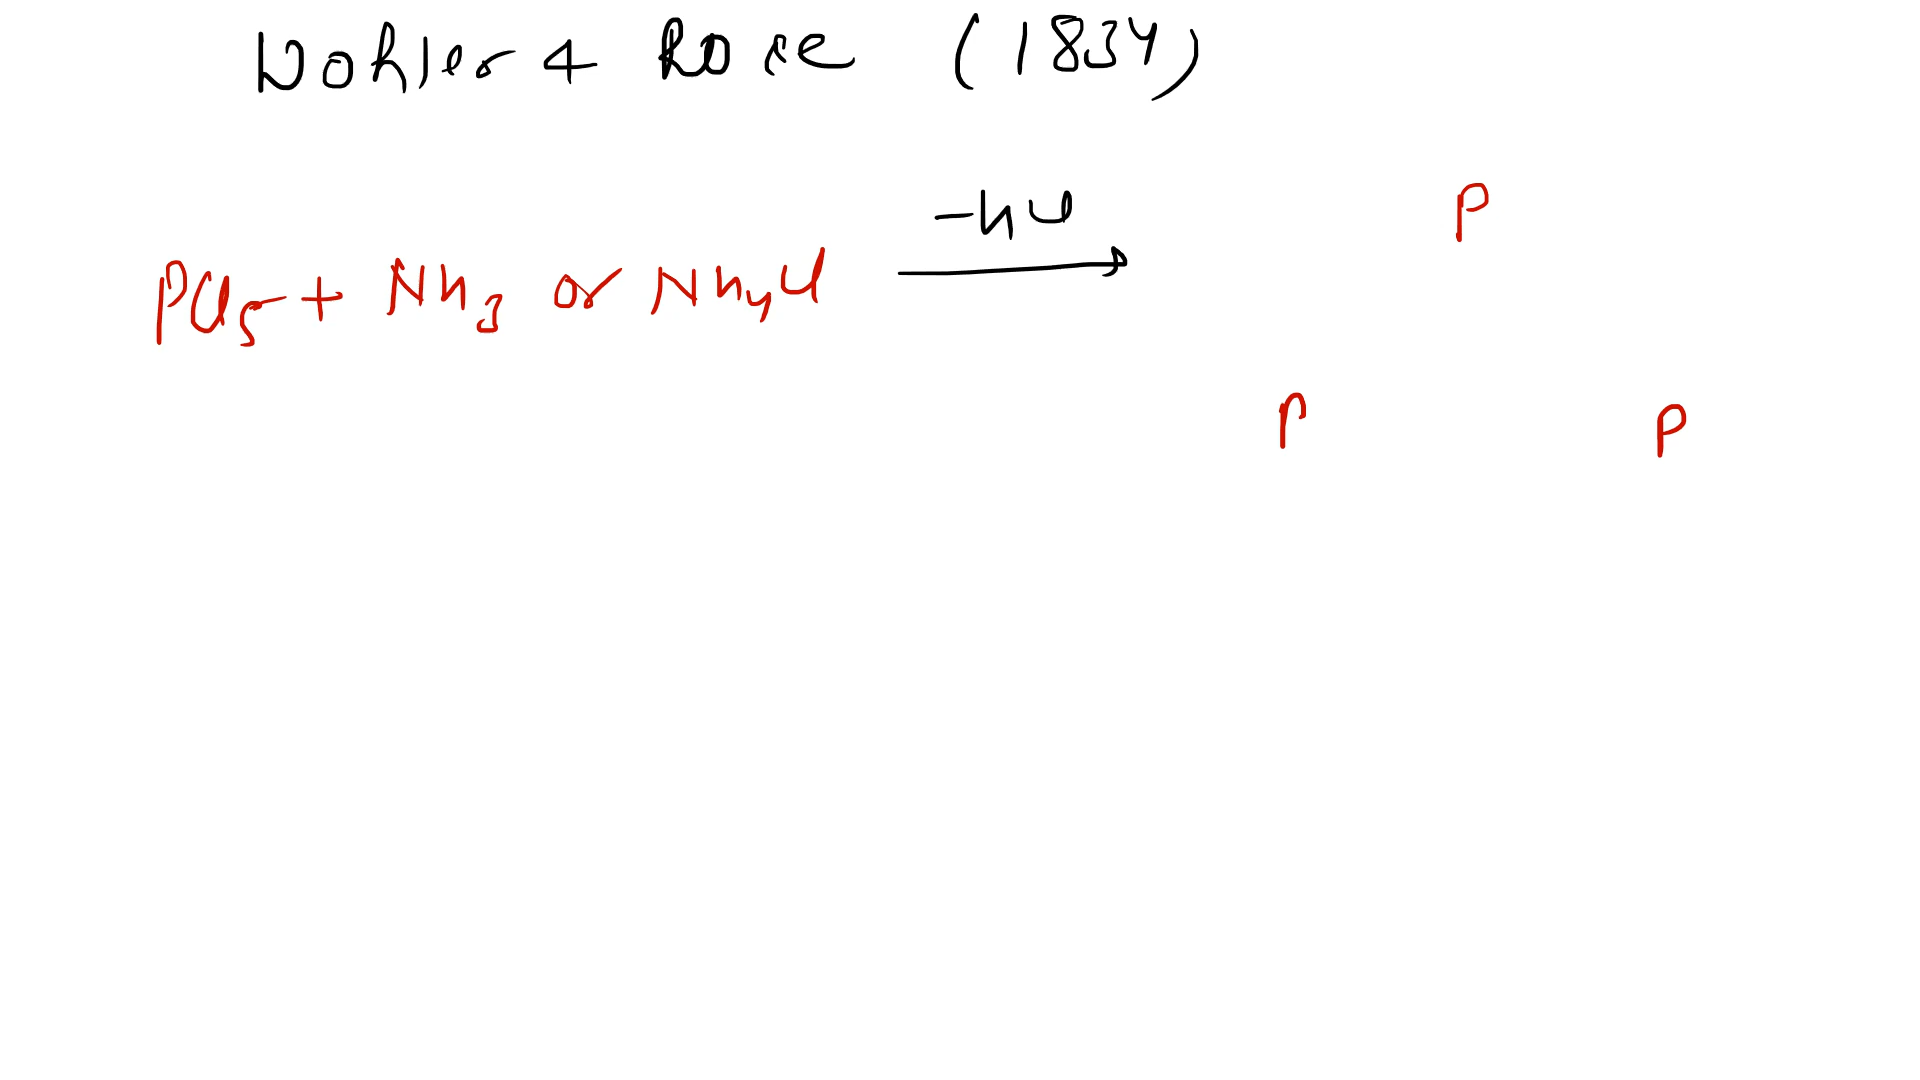 Wohler & Rose (1834)
-HCl
P
PCl5 + NH3 or NH4Cl
P P